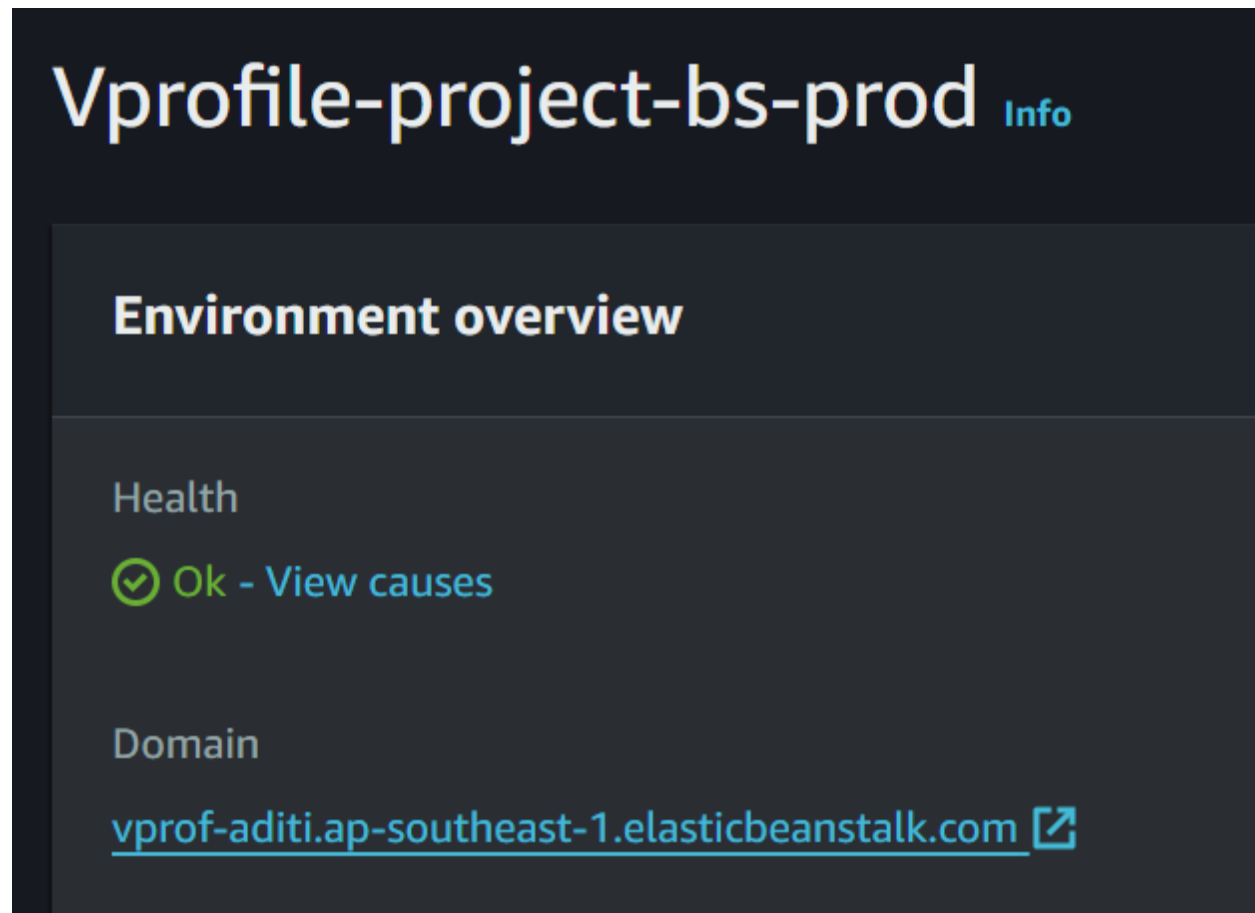 Vprofile-project-bs-prod Info
Environment overview
Health
Ok - View causes
Domain
vprof-aditi.ap-southeast-1.elasticbeanstalk.com